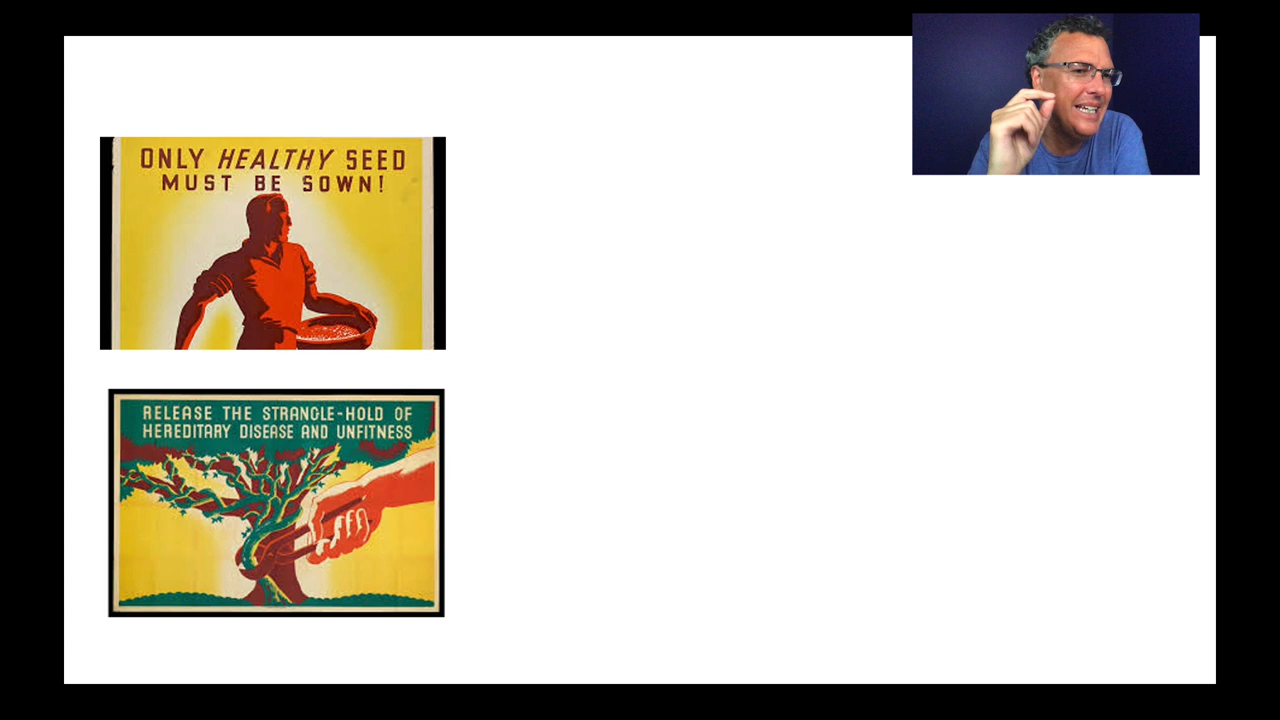 ONLY HEALTHY SEED
MUST BE SOWN!
RELEASE THE STRANGLE-HOLD OF
HEREDITARY DISEASE AND UNFITNESS